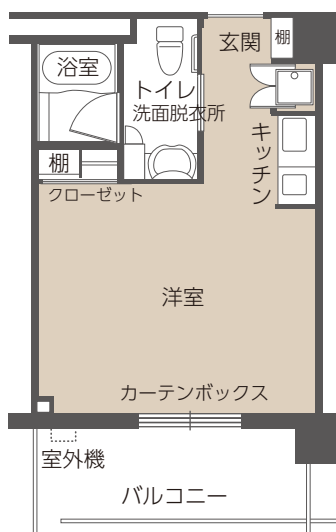 玄関
棚
浴室
トイレ
洗面脱衣所
キッチン
棚
クローゼット
洋室
カーテンボックス
室外機
バルコニー